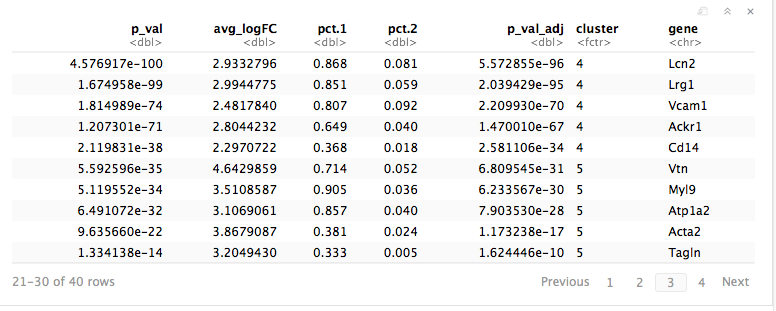 p_val avg_logFC pct.1 pct.2 p_val_adj cluster gene
<dbl> <dbl> <dbl> <dbl> <dbl> <fctr> <chr>
4.576917e-100 2.9332796 0.868 0.081 5.572855e-96 4 Lcn2
1.674958e-99 2.9944775 0.851 0.059 2.039429e-95 4 Lrg1
1.814989e-74 2.4817840 0.807 0.092 2.209930e-70 4 Vcam1
1.207301e-71 2.8044232 0.649 0.040 1.470010e-67 4 Ackr1
2.119831e-38 2.2970722 0.368 0.018 2.581106e-34 4 Cd14
5.592596e-35 4.6429859 0.714 0.052 6.809545e-31 5 Vtn
5.119552e-34 3.5108587 0.905 0.036 6.233567e-30 5 Myl9
6.491072e-32 3.1069061 0.857 0.040 7.903530e-28 5 Atp1a2
9.635660e-22 3.8679087 0.381 0.024 1.173238e-17 5 Acta2
1.334138e-14 3.2049430 0.333 0.005 1.624446e-10 5 Tagln
21-30 of 40 rows Previous 1 2 3 4 Next